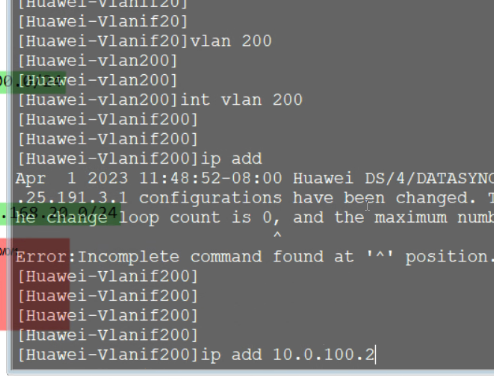 [Huawei-Vlanif20]
[Huawei-Vlanif20]
[Huawei-Vlanif20]vlan 200
[Huawei-vlan200]
[Huawei-vlan200]
[Huawei-vlan200]int vlan 200
[Huawei-Vlanif200]
[Huawei-Vlanif200]
[Huawei-Vlanif200]ip add
Apr  1 2023 11:48:52-08:00 Huawei DS/4/DATASYNC
.25.191.3.1 configurations have been changed. T
he change loop count is 0, and the maximum numb
^
Error:Incomplete command found at '^' position.
[Huawei-Vlanif200]
[Huawei-Vlanif200]
[Huawei-Vlanif200]
[Huawei-Vlanif200]
[Huawei-Vlanif200]ip add 10.0.100.2